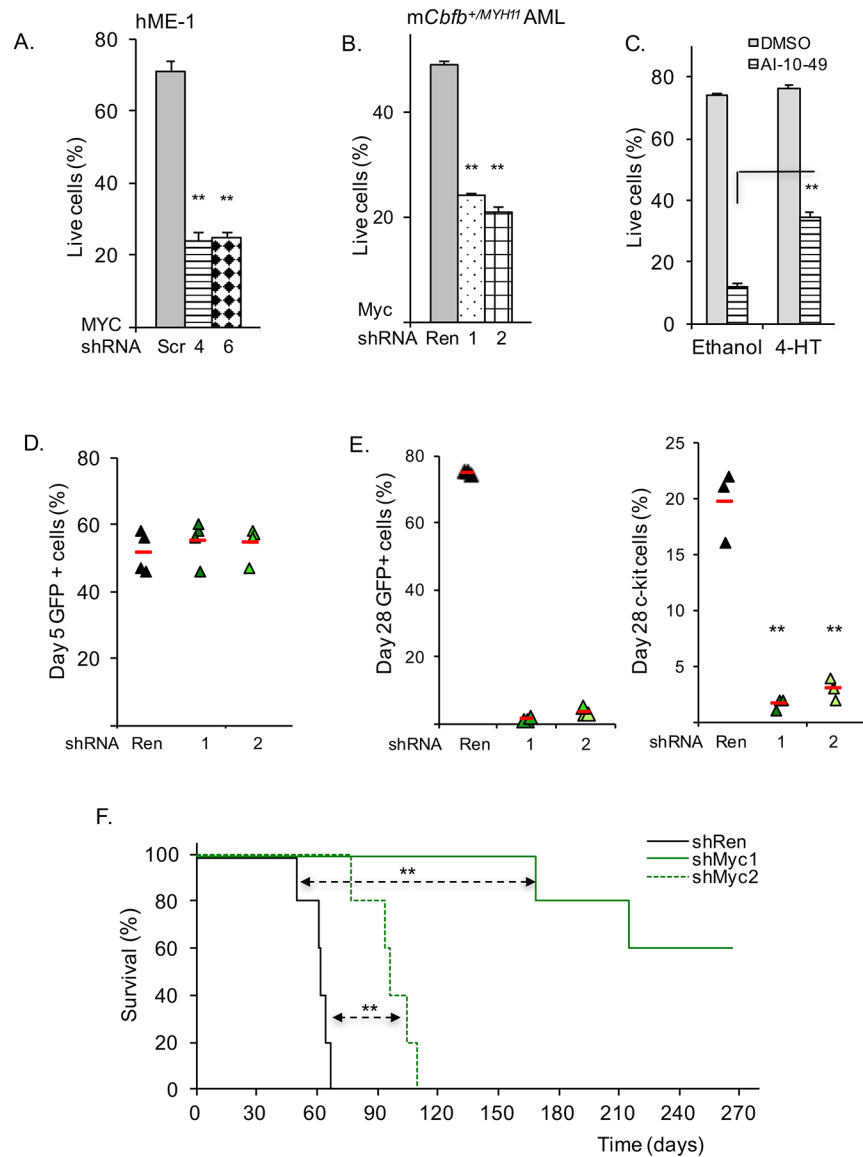 A.
hME-1
Live cells (%)
80
60
40
20
**
**
MYC
shRNA Scr 4 6
B.
mCbfb+/MYH11 AML
Live cells (%)
40
20
**
**
Myc
shRNA Ren 1 2
C.
DMSO
AI-10-49
Live cells (%)
80
60
40
20
0
**
Ethanol 4-HT
D.
Day 5 GFP + cells (%)
80
60
40
20
shRNA Ren 1 2
E.
Day 28 GFP+ cells (%)
80
60
40
20
shRNA Ren 1 2
Day 28 c-kit cells (%)
25
20
15
10
5
**
**
shRNA Ren 1 2
F.
shRen
shMyc1
shMyc2
Survival (%)
100
80
60
40
20
0
**
**
0 30 60 90 120 150 180 210 240 270
Time (days)